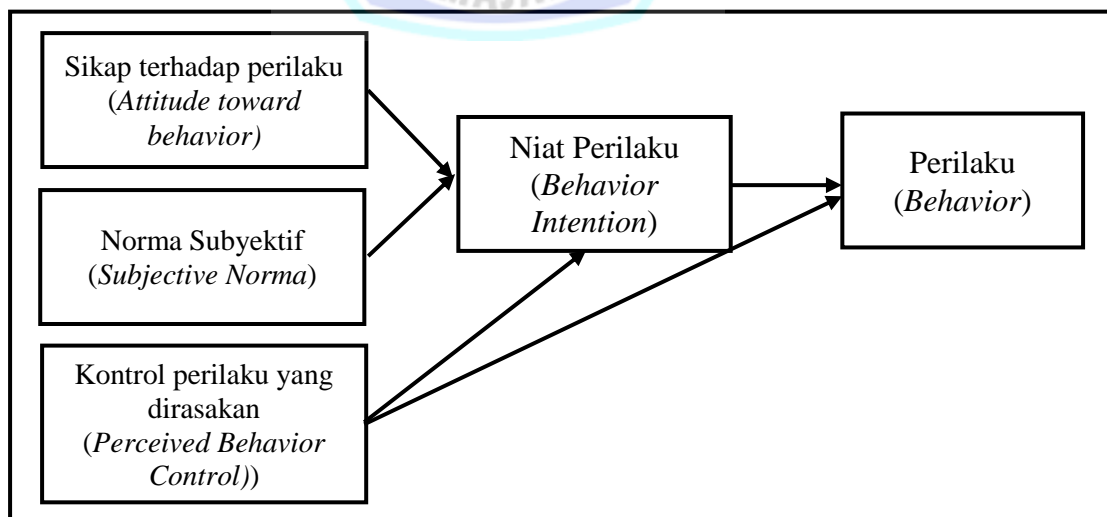 Sikap terhadap perilaku
(Attitude toward
behavior)
Norma Subyektif
(Subjective Norma)
Kontrol perilaku yang
dirasakan
(Perceived Behavior
Control))
Niat Perilaku
(Behavior
Intention)
Perilaku
(Behavior)